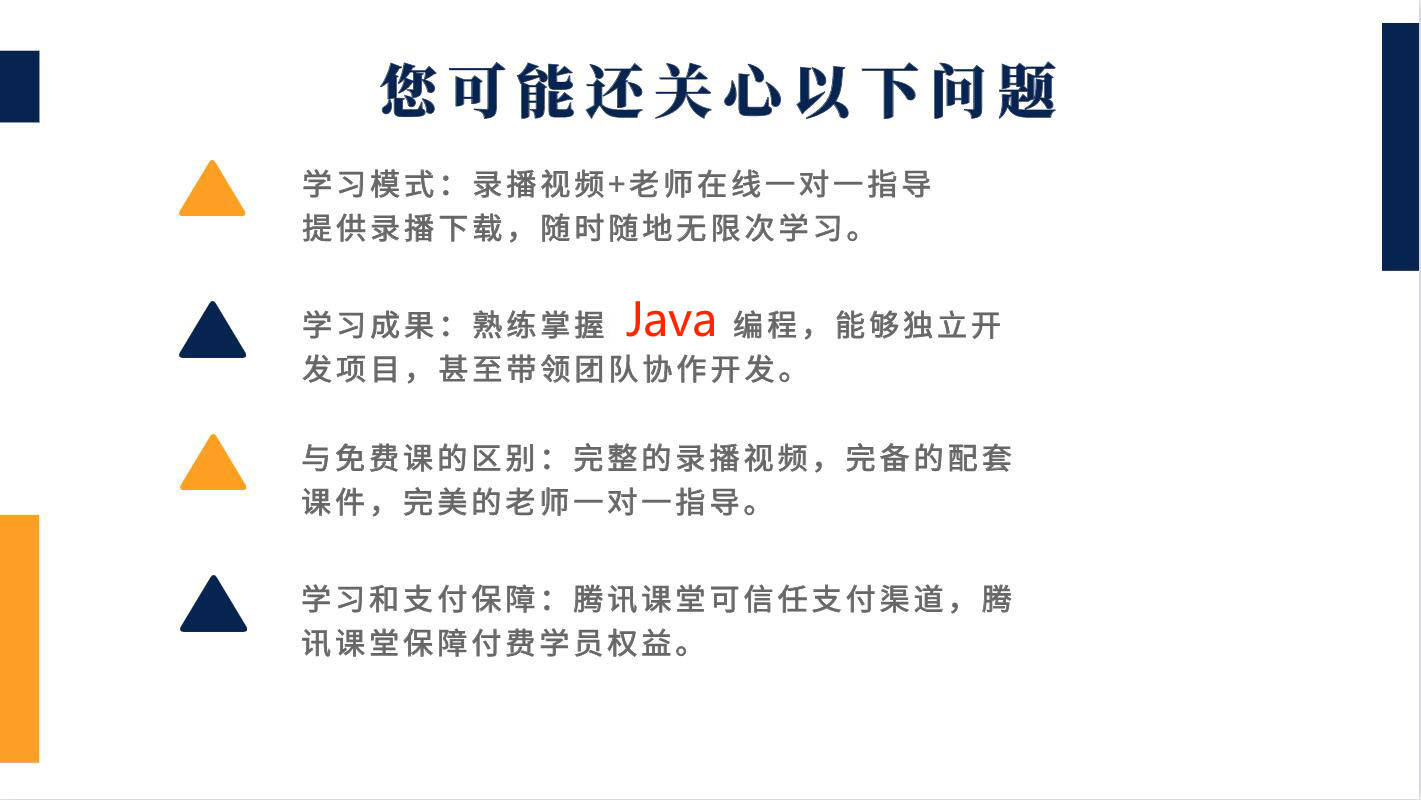 您可能还关心以下问题
学习模式：录播视频+老师在线一对一指导
提供录播下载，随时随地无限次学习。
学习成果：熟练掌握 Java 编程，能够独立开
发项目，甚至带领团队协作开发。
与免费课的区别：完整的录播视频，完备的配套
课件，完美的老师一对一指导。
学习和支付保障：腾讯课堂可信任支付渠道，腾
讯课堂保障付费学员权益。